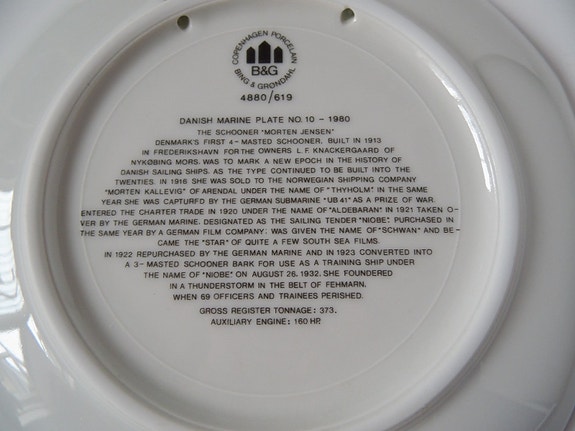 COPENHAGEN PORCELAIN
B&G
BING & GRØNDAHL
4880/619
DANISH MARINE PLATE NO. 10 - 1980
THE SCHOONER "MORTEN JENSEN"
DENMARK'S FIRST 4-MASTED SCHOONER, BUILT IN 1913
IN FREDERIKSHAVN FOR THE OWNERS L. F. KNACKERGAARD OF
NYKØBING MORS. WAS TO MARK A NEW EPOCH IN THE HISTORY OF
DANISH SAILING SHIPS. AS THE TYPE CONTINUED TO BE BUILT INTO THE
TWENTIES. IN 1916 SHE WAS SOLD TO THE NORWEGIAN SHIPPING COMPANY
"MORTEN KALLEVIG" OF ARENDAL UNDER THE NAME OF "THYHOLM" IN THE SAME
YEAR SHE WAS CAPTURFD BY THE GERMAN SUBMARINE "UB 41" AS A PRIZE OF WAR.
ENTERED THE CHARTER TRADE IN 1920 UNDER THE NAME OF "ALDEBARAN" IN 1921 TAKEN O-
VER BY THE GERMAN MARINE. DESIGNATED AS THE SAILING TENDER "NIOBE". PURCHASED IN
THE SAME YEAR BY A GERMAN FILM COMPANY: WAS GIVEN THE NAME OF "SCHWAN" AND BE-
CAME THE "STAR" OF QUITE A FEW SOUTH SEA FILMS.
IN 1922 REPURCHASED BY THE GERMAN MARINE AND IN 1923 CONVERTED INTO
A 3-MASTED SCHOONER BARK FOR USE AS A TRAINING SHIP UNDER
THE NAME OF "NIOBE" ON AUGUST 26. 1932. SHE FOUNDERED
IN A THUNDERSTORM IN THE BELT OF FEHMARN.
WHEN 69 OFFICERS AND TRAINEES PERISHED.
GROSS REGISTER TONNAGE: 373.
AUXILIARY ENGINE: 160 HP.